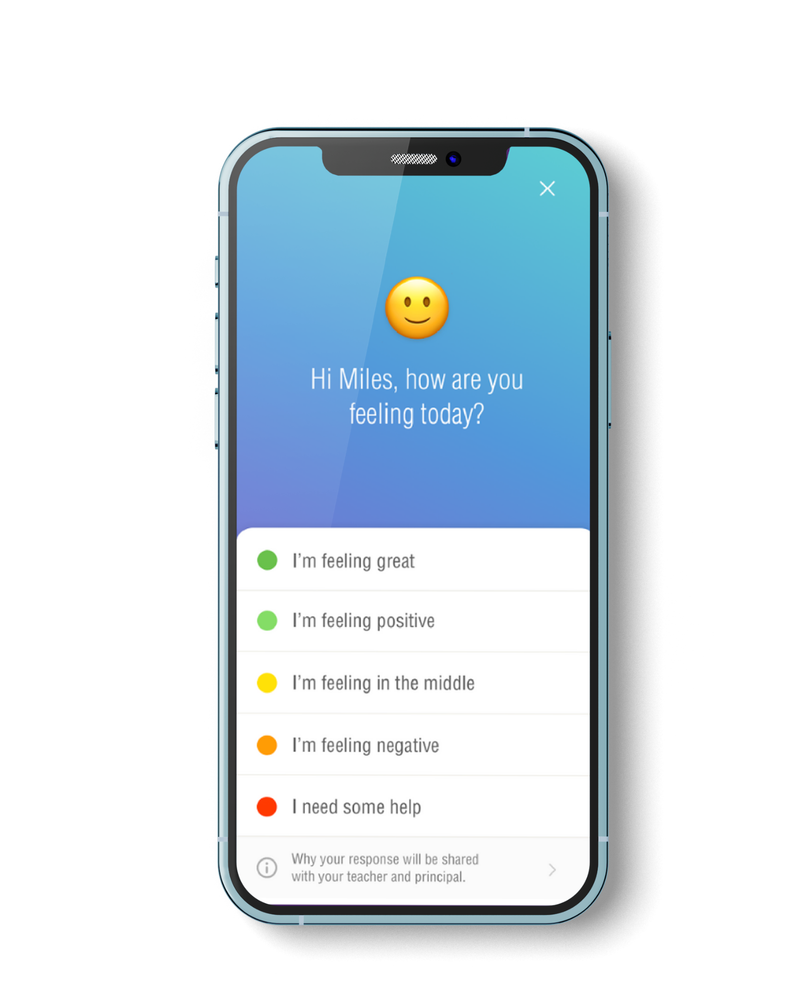 Hi Miles, how are you
feeling today?
I’m feeling great
I’m feeling positive
I’m feeling in the middle
I’m feeling negative
I need some help
Why your response will be shared
with your teacher and principal.